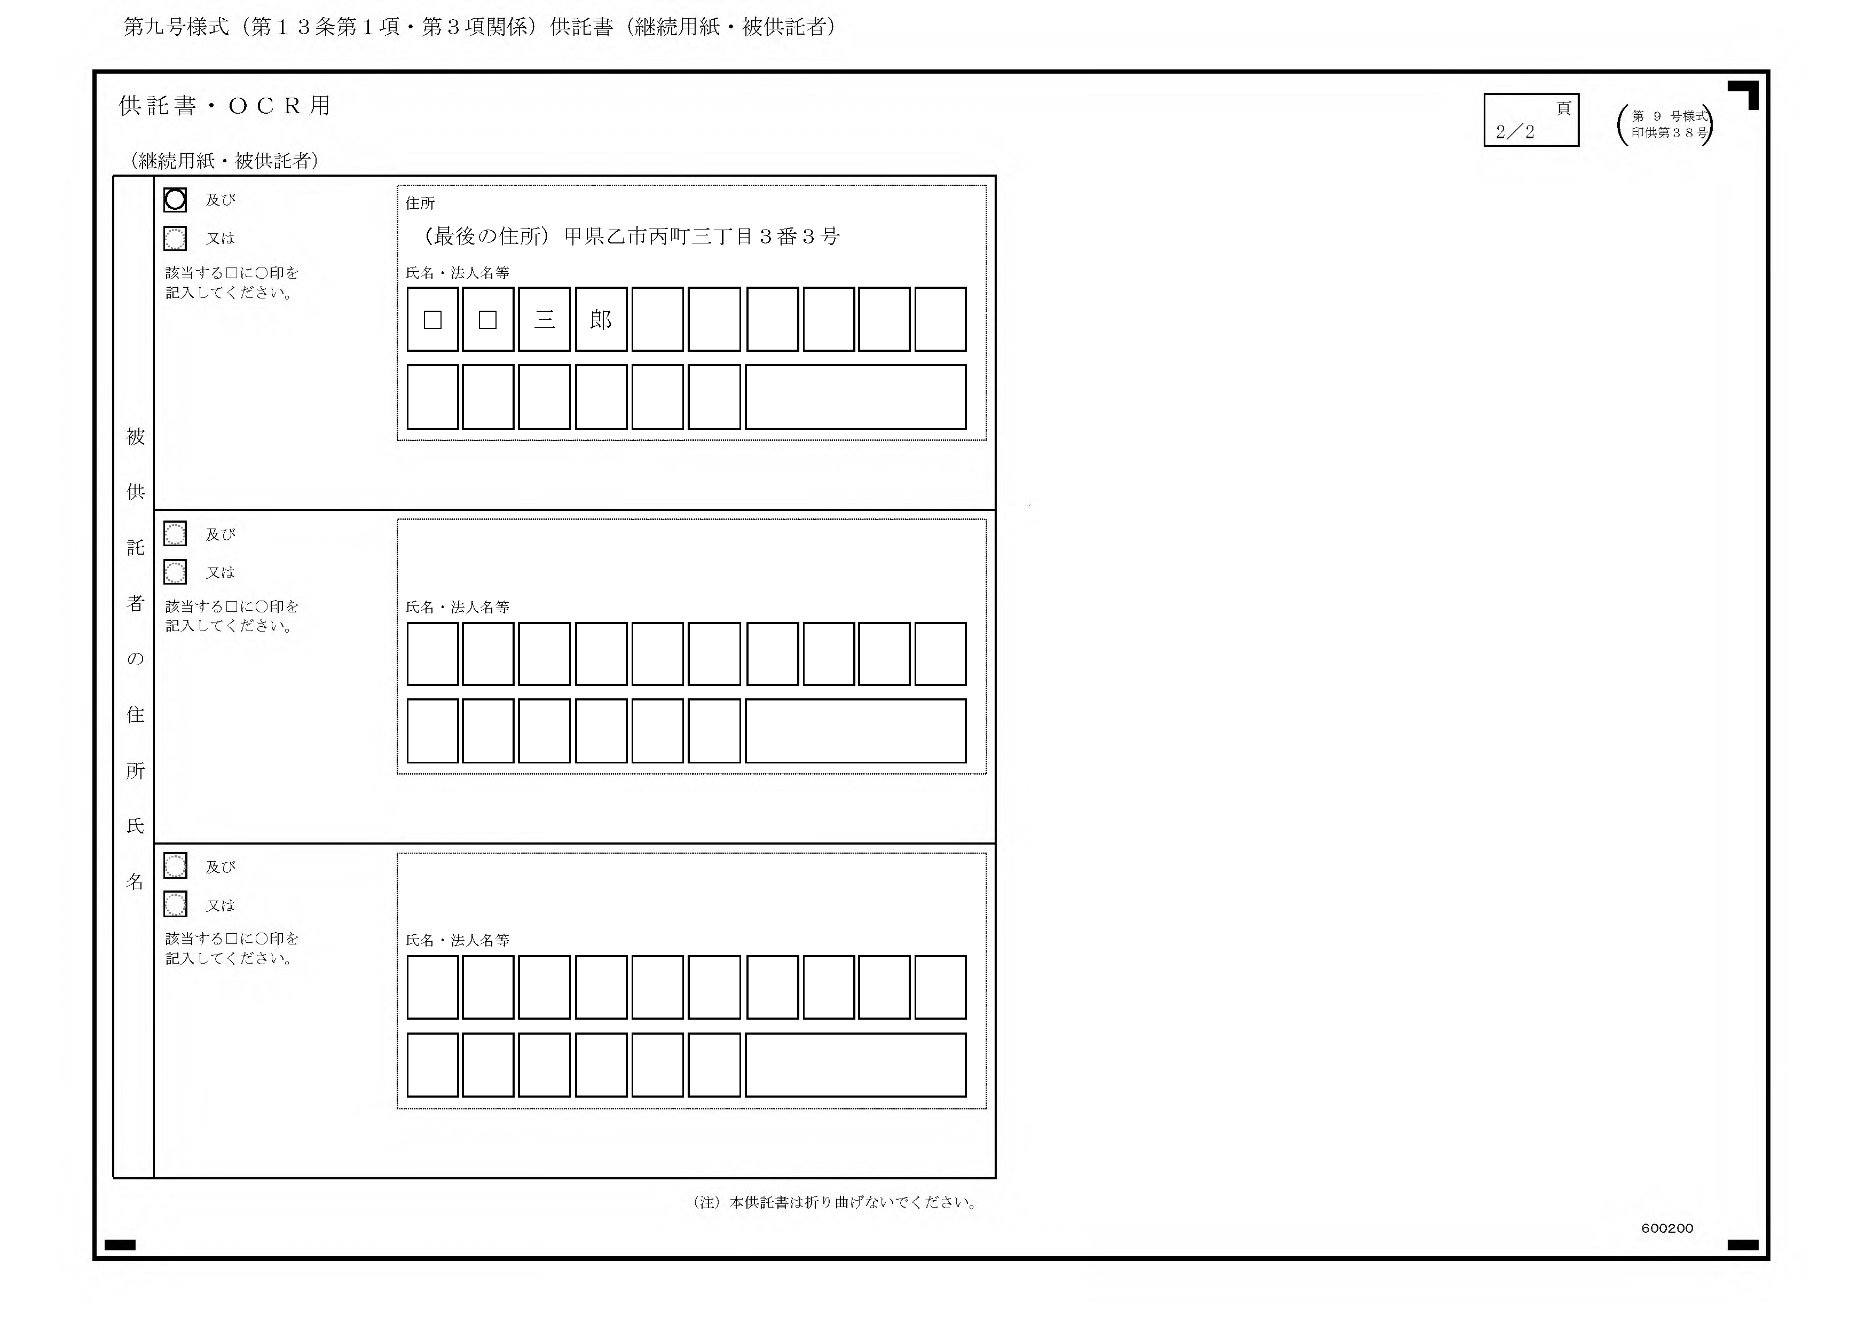 第九号様式（第１３条第１項・第３項関係）供託書（継続用紙・被供託者）
供託書・ＯＣＲ用
頁
2／2
第 9 号様式
印供第３８号
（継続用紙・被供託者）
被供託者の住所氏名
及び
又は
該当する□に○印を
記入してください。
住所
（最後の住所）甲県乙市丙町三丁目３番３号
氏名・法人名等
□□三郎
及び
又は
該当する□に○印を
記入してください。
氏名・法人名等
及び
又は
該当する□に○印を
記入してください。
氏名・法人名等
（注）本供託書は折り曲げないでください。
600200